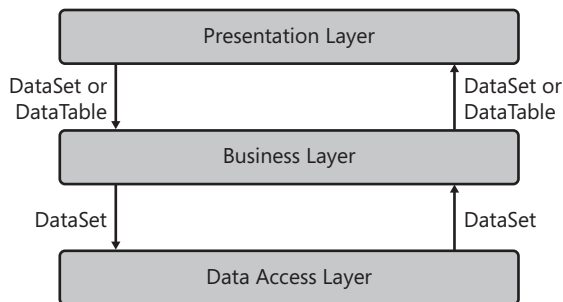 Presentation Layer
DataSet or
DataTable
DataSet or
DataTable
Business Layer
DataSet
DataSet
Data Access Layer